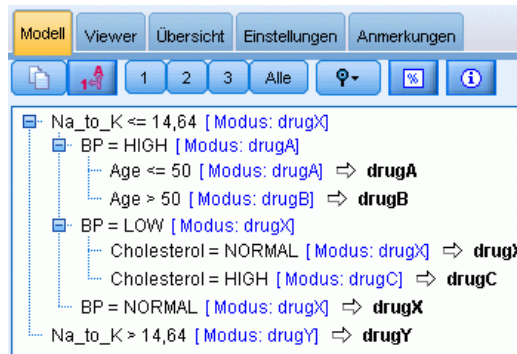 Modell Viewer Übersicht Einstellungen Anmerkungen
1 2 3 Alle %
Na_to_K <= 14,64 [Modus: drugX]
BP = HIGH [Modus: drugA]
Age <= 50 [Modus: drugA] ⇨ drugA
Age > 50 [Modus: drugB] ⇨ drugB
BP = LOW [Modus: drugX]
Cholesterol = NORMAL [Modus: drugX] ⇨ drugX
Cholesterol = HIGH [Modus: drugC] ⇨ drugC
BP = NORMAL [Modus: drugX] ⇨ drugX
Na_to_K > 14,64 [Modus: drugY] ⇨ drugY